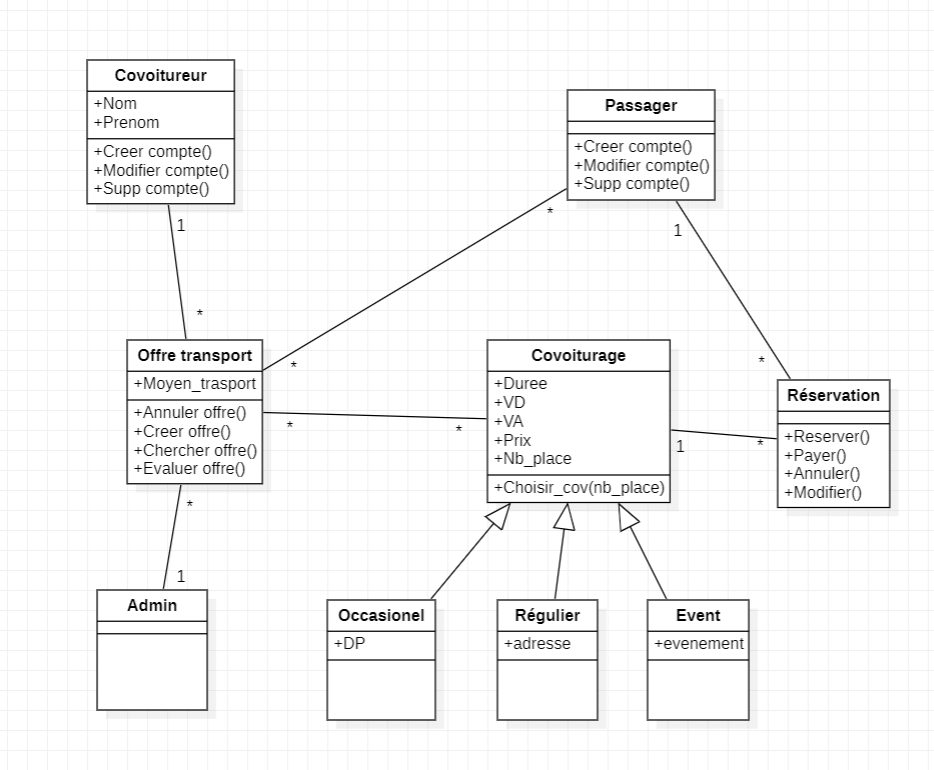 Covoitureur
+Nom
+Prenom
+Creer compte()
+Modifier compte()
+Supp compte()
1
*
Passager
+Creer compte()
+Modifier compte()
+Supp compte()
*
1
*
*
Offre transport
+Moyen_trasport
+Annuler offre()
+Creer offre()
+Chercher offre()
+Evaluer offre()
*
*
*
1
Covoiturage
+Duree
+VD
+VA
+Prix
+Nb_place
+Choisir_cov(nb_place)
1
*
Réservation
+Reserver()
+Payer()
+Annuler()
+Modifier()
Admin
Occasionel
+DP
Régulier
+adresse
Event
+evenement